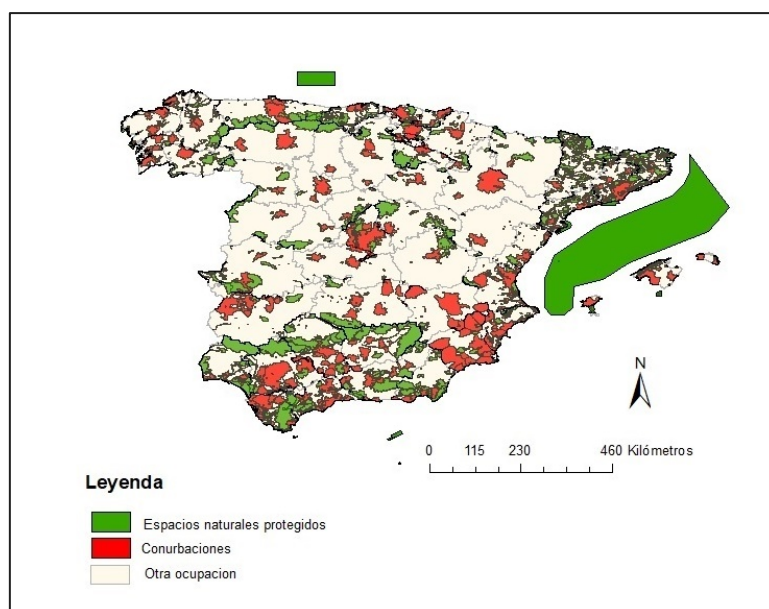 N
0 115 230 460 Kilómetros
Leyenda
Espacios naturales protegidos
Conurbaciones
Otra ocupacion